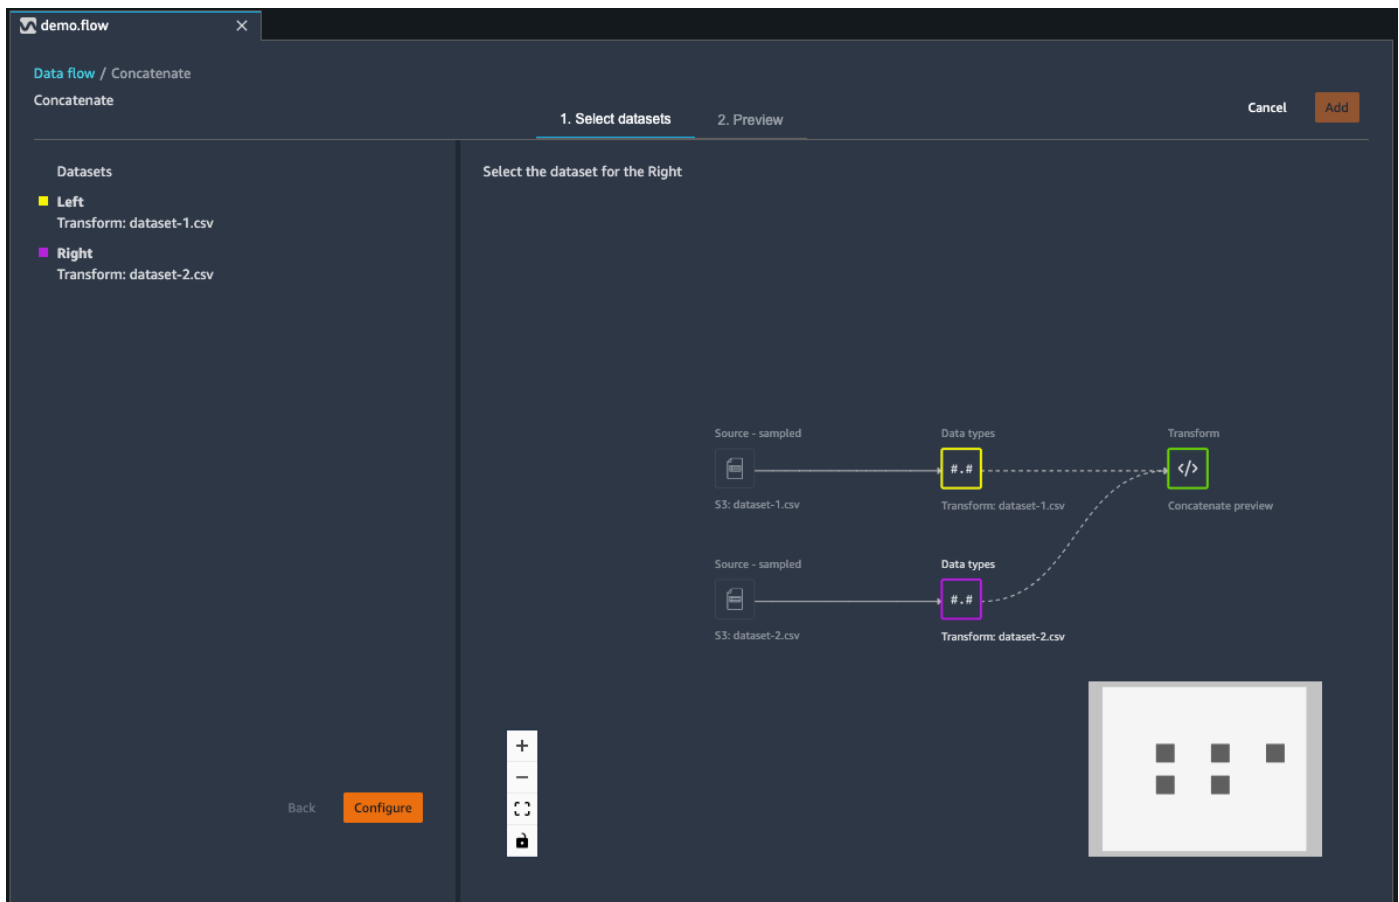 demo.flow
Data flow / Concatenate
Concatenate
1. Select datasets
2. Preview
Cancel
Add
Datasets
Left
Transform: dataset-1.csv
Right
Transform: dataset-2.csv
Back
Configure
Select the dataset for the Right
Source - sampled
Data types
Transform
#.#
</>
S3: dataset-1.csv
Transform: dataset-1.csv
Concatenate preview
Source - sampled
Data types
#.#
S3: dataset-2.csv
Transform: dataset-2.csv